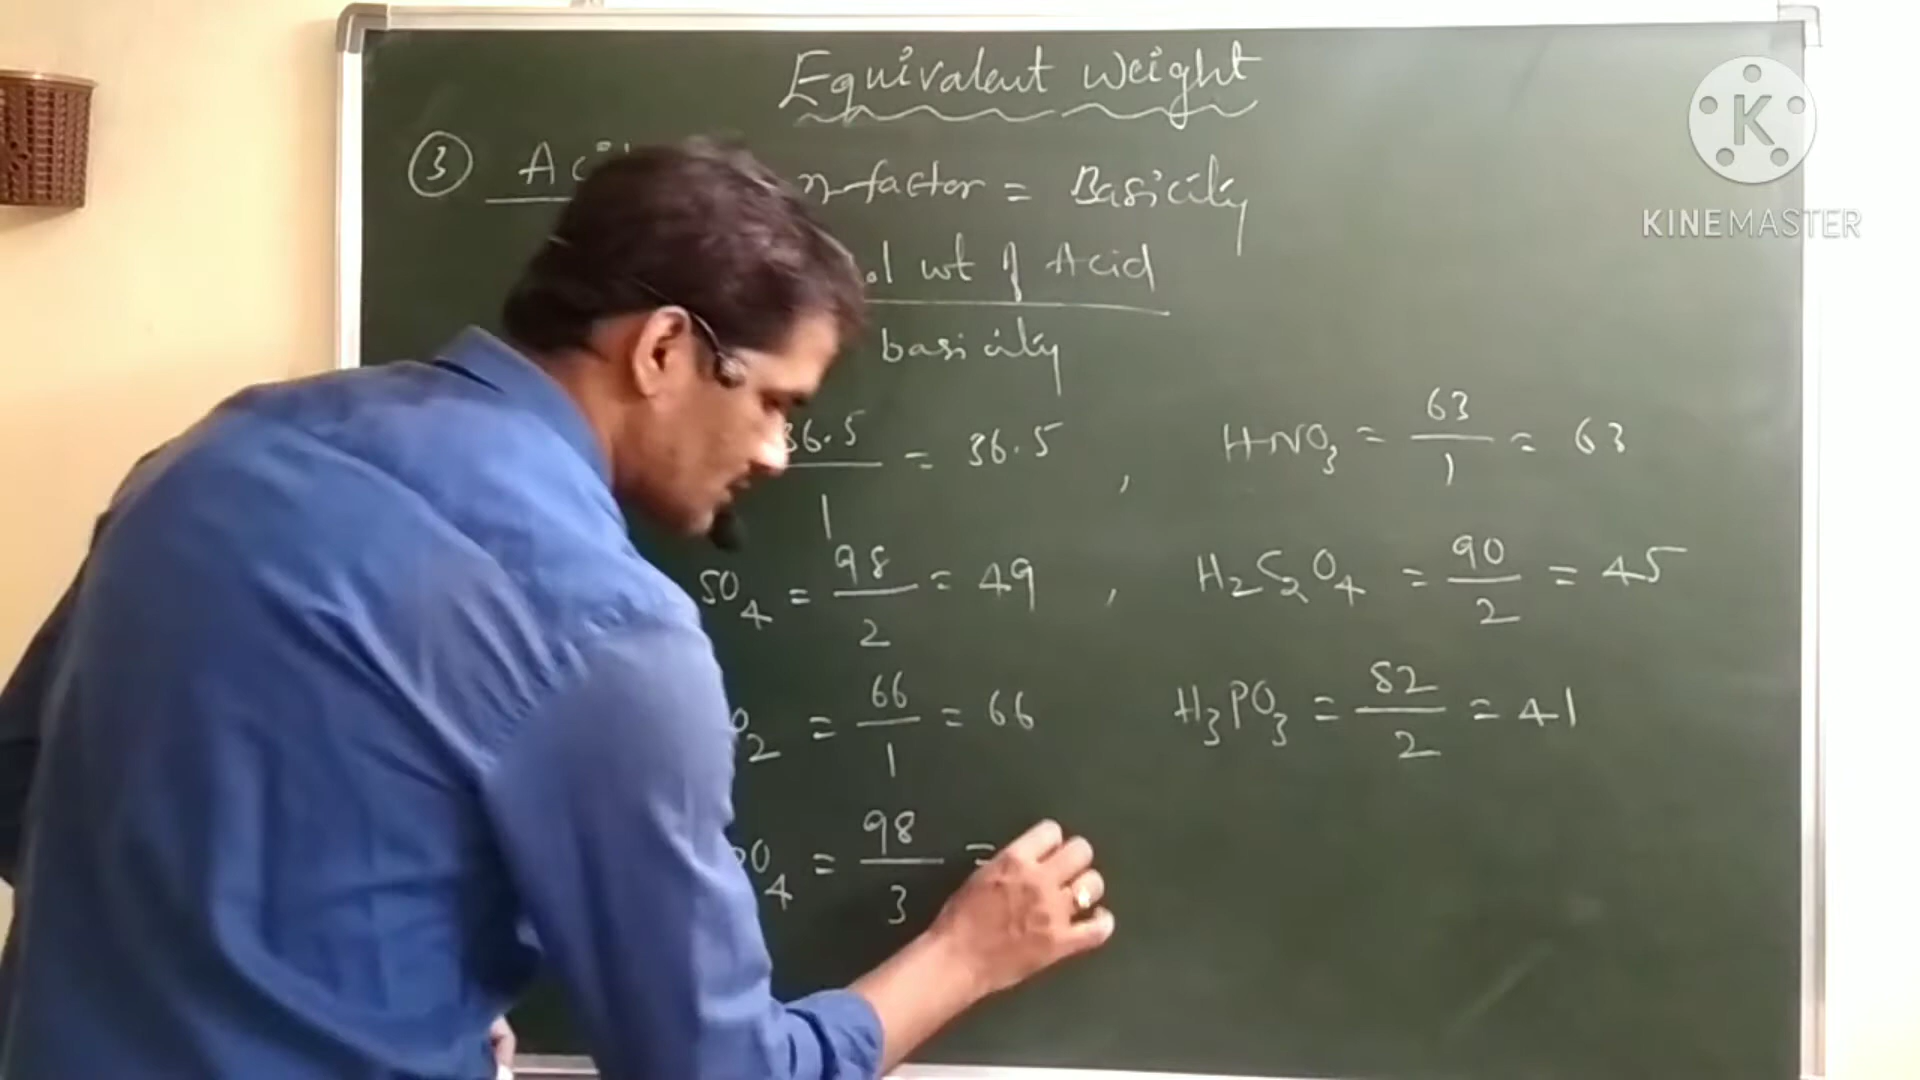 Equivalent Weight
③ Aci n-factor = Basicity
ol wt of Acid
basicity
36.5 / 1 = 36.5 , HNO3 = 63 / 1 = 63
SO4 = 98 / 2 = 49 , H2C2O4 = 90 / 2 = 45
O2 = 66 / 1 = 66 H3PO3 = 82 / 2 = 41
PO4 = 98 / 3 =
K
KINEMASTER